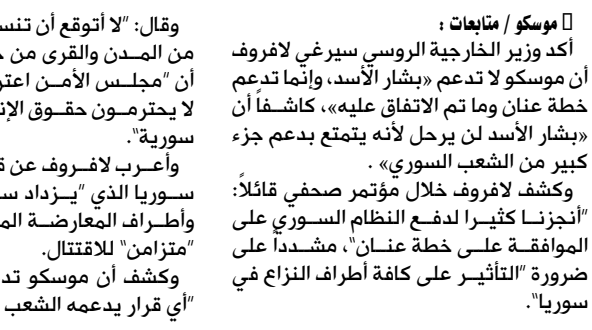 موسكو / متابعات :
أكد وزير الخارجية الروسي سيرغي لافروف
أن موسكو لا تدعم «بشار الأسد، وإنما تدعم
خطة عنان وما تم الاتفاق عليه»، كاشفاً أن
«بشار الأسد لن يرحل لأنه يتمتع بدعم جزء
كبير من الشعب السوري» .
وكشف لافروف خلال مؤتمر صحفي قائلاً:
"أنجزنا كثيرا لدفع النظام السوري على
الموافقة على خطة عنان"، مشدداً على
ضرورة "التأثير على كافة أطراف النزاع في
سوريا".
وقال: "لا أتوقع أن
من المدن والقرى من
أن "مجلس الأمن
لا يحترمون حقوق
سورية".
وأعرب لافروف عن
سوريا الذي "يزداد
وأطراف المعارضة
"متزامن" للاقتتال.
وكشف أن موسكو
"أي قرار يدعمه الشعب